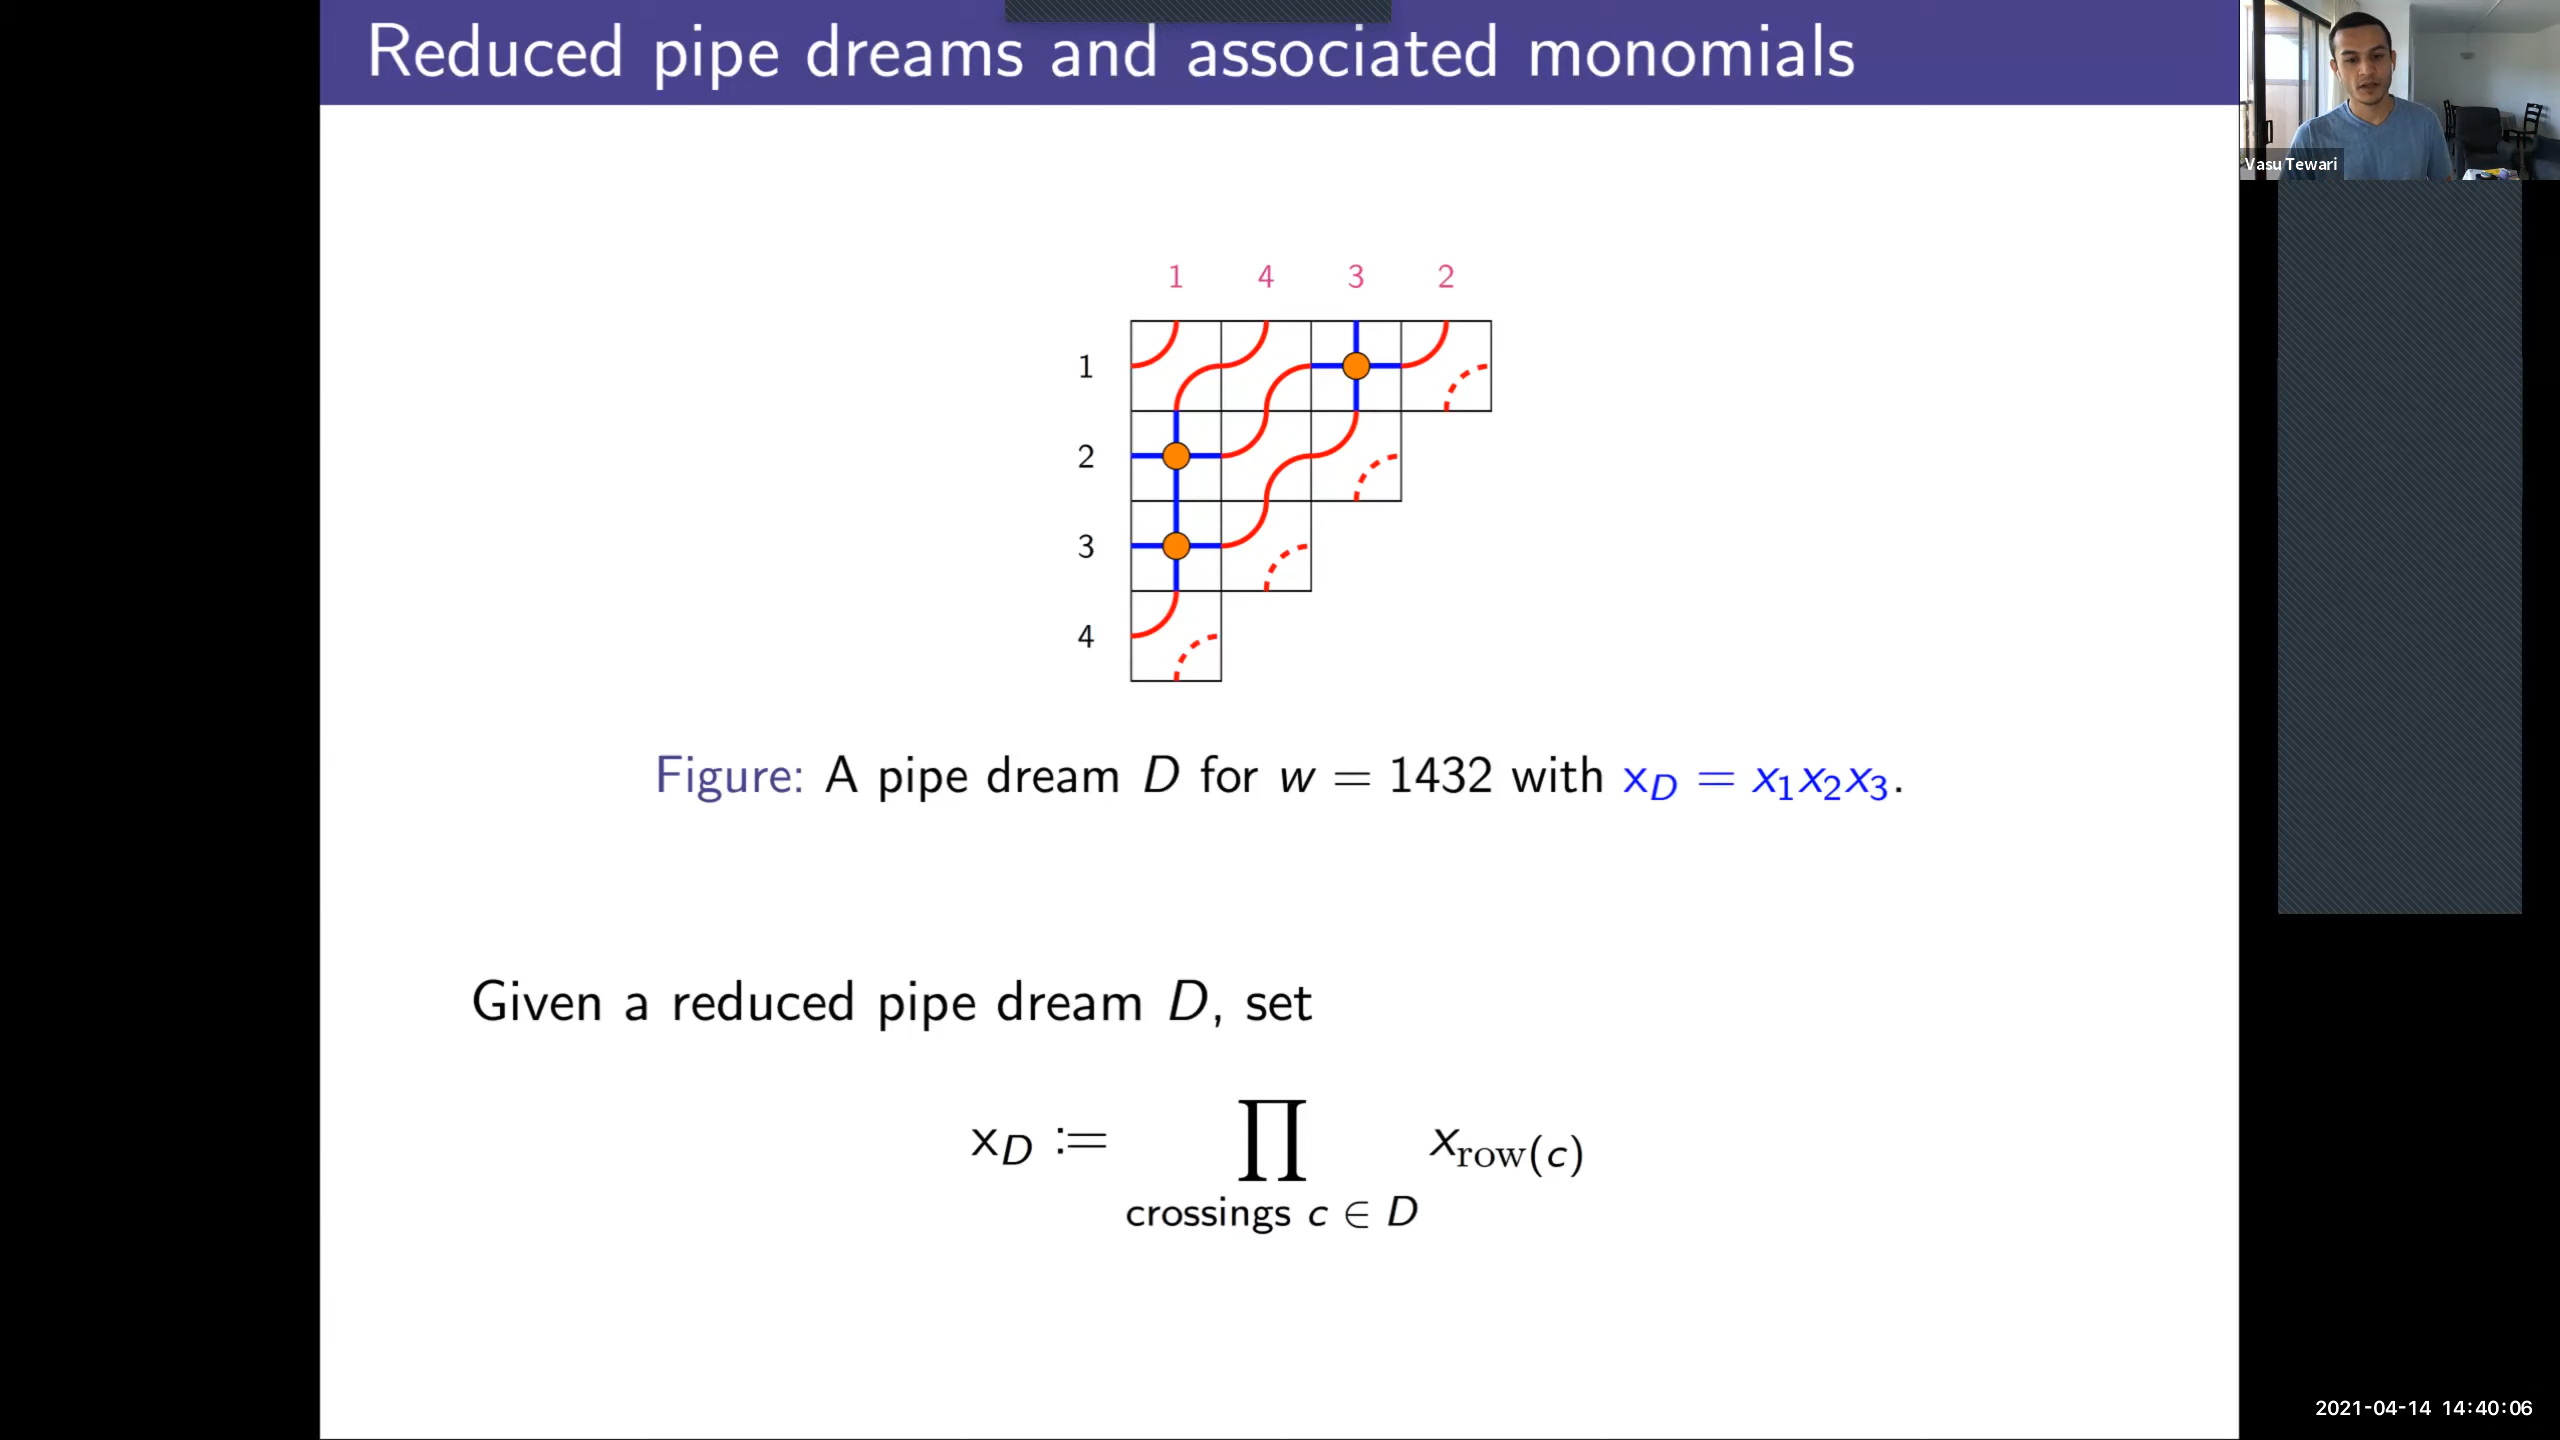 Reduced pipe dreams and associated monomials
Vasu Tewari
1 4 3 2
1
2
3
4
Figure: A pipe dream D for w = 1432 with x_D = x_1x_2x_3.
Given a reduced pipe dream D, set
x_D := ∏ x_row(c)
crossings c ∈ D
2021-04-14 14:40:06